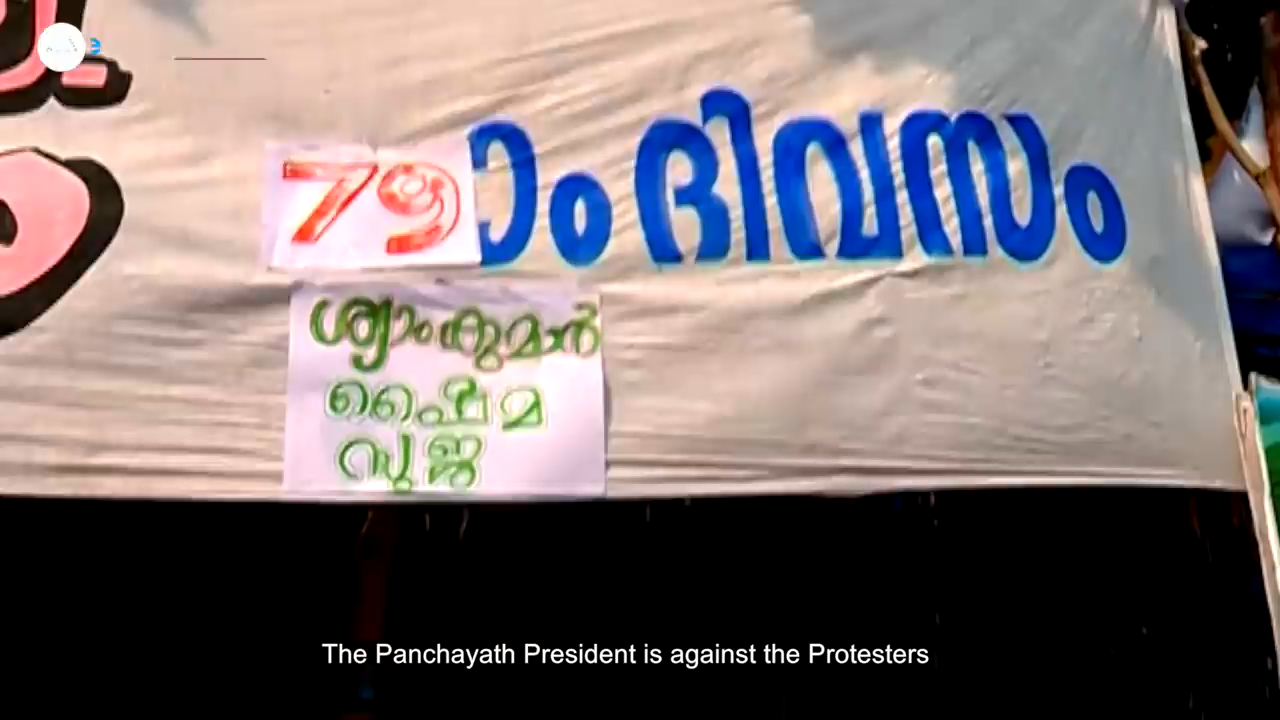 79ാം ദിവസം
ശ്യാംകുമാർ
ഫൈമ
സുജ
The Panchayath President is against the Protesters